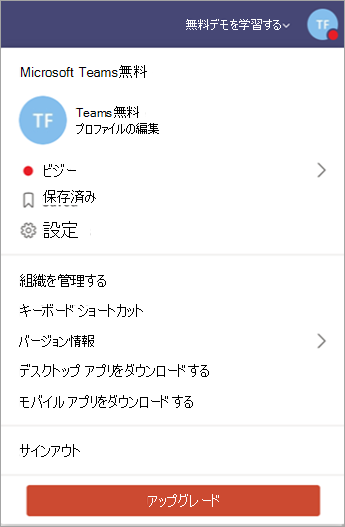 無料デモを学習する
TF
Microsoft Teams無料
TF
Teams無料
プロファイルの編集
ビジー
保存済み
設定
組織を管理する
キーボード ショートカット
バージョン情報
デスクトップ アプリをダウンロードする
モバイル アプリをダウンロードする
サインアウト
アップグレード